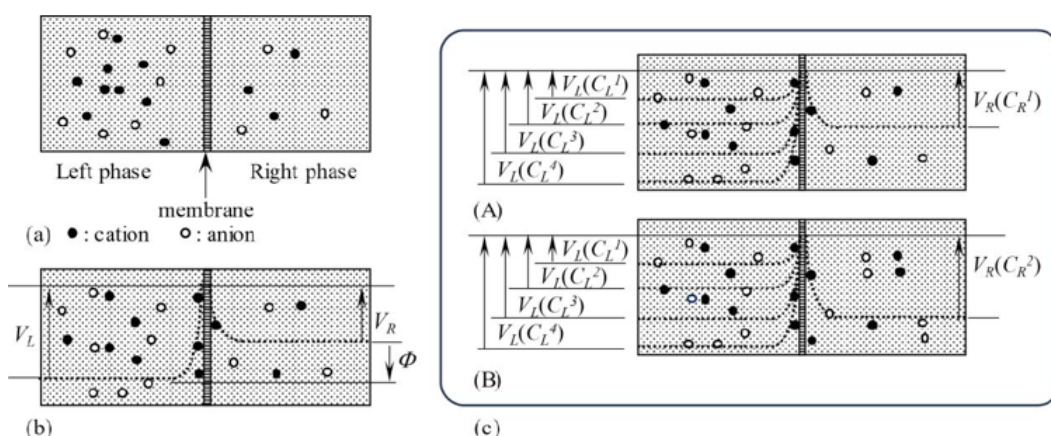 Left phase
Right phase
membrane
(a) ● : cation ○ : anion
V_L
V_R
Φ
(b)
V_L(C_L^1)
V_L(C_L^2)
V_L(C_L^3)
V_L(C_L^4)
V_R(C_R^1)
(A)
V_L(C_L^1)
V_L(C_L^2)
V_L(C_L^3)
V_L(C_L^4)
V_R(C_R^2)
(B)
(c)